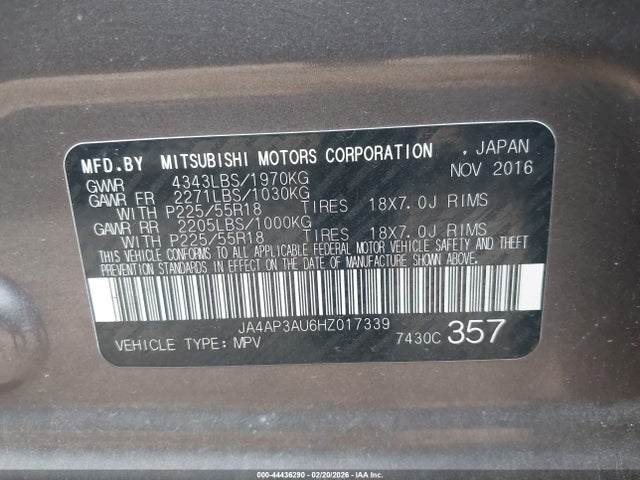 MFD.BY MITSUBISHI MOTORS CORPORATION , JAPAN
GWWR 4343LBS/1970KG NOV 2016
GAWR FR 2271LBS/1030KG
WITH P225/55R18 TIRES 18X7.0J RIMS
GAWR RR 2205LBS/1000KG
WITH P225/55R18 TIRES 18X7.0J RIMS
THIS VEHICLE CONFORMS TO ALL APPLICABLE FEDERAL MOTOR VEHICLE SAFETY AND THEFT
PREVENTION STANDARDS IN EFFECT ON THE DATE OF MANUFACTURE SHOWN ABOVE.
JA4AP3AU6HZ017339
VEHICLE TYPE: MPV 7430C 357
000-44436290 - 02/20/2026 - IAA Corp.